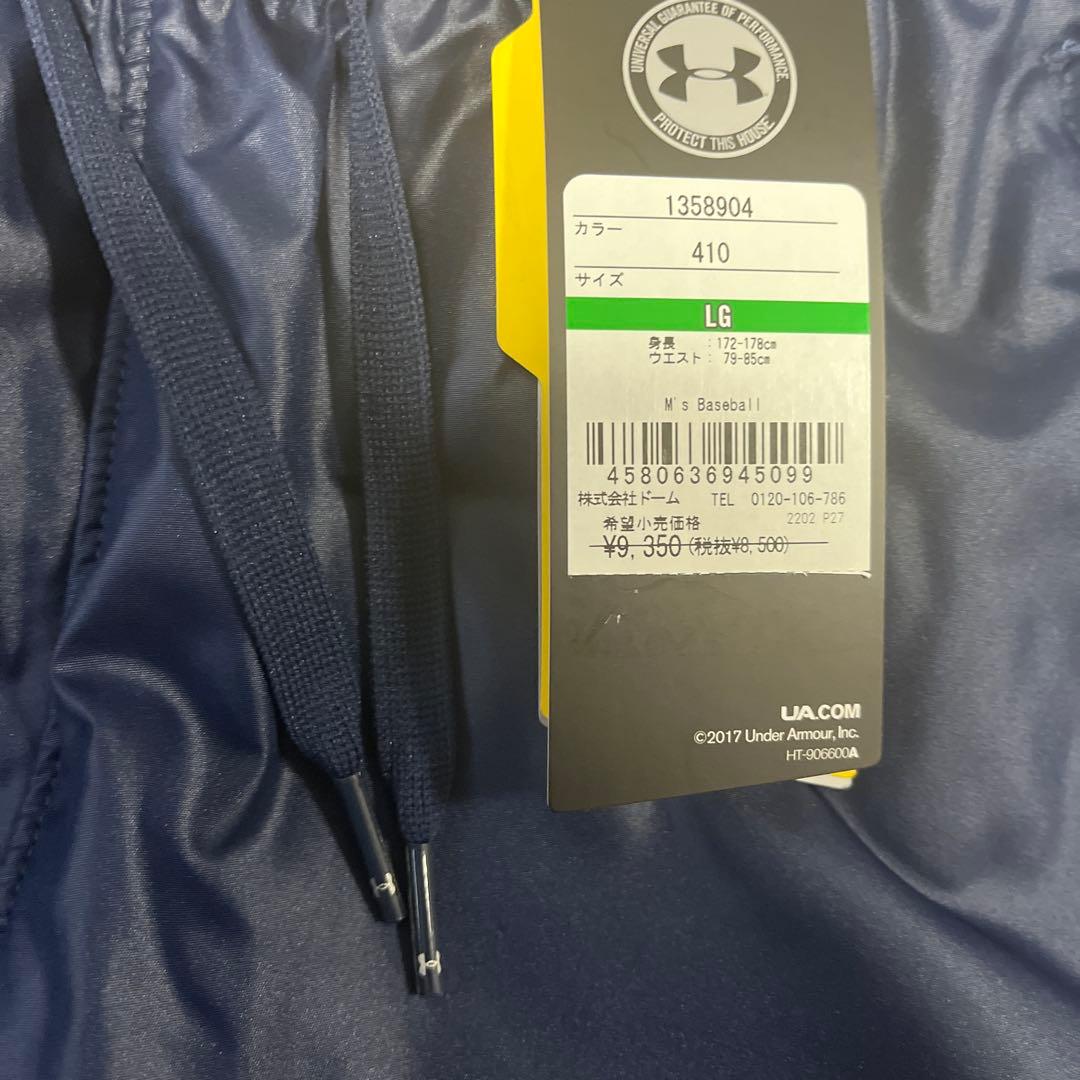 UNIVERSAL GUARANTEE OF PERFORMANCE
PROTECT THIS HOUSE
1358904
カラー
410
サイズ
LG
身長 :172-178cm
ウエスト: 79-85cm
M's Baseball
4580636945099
株式会社ドーム TEL 0120-106-786
希望小売価格 2202 P27
¥9,350(税抜¥8,500)
UA.COM
©2017 Under Armour, Inc.
HT-906600A